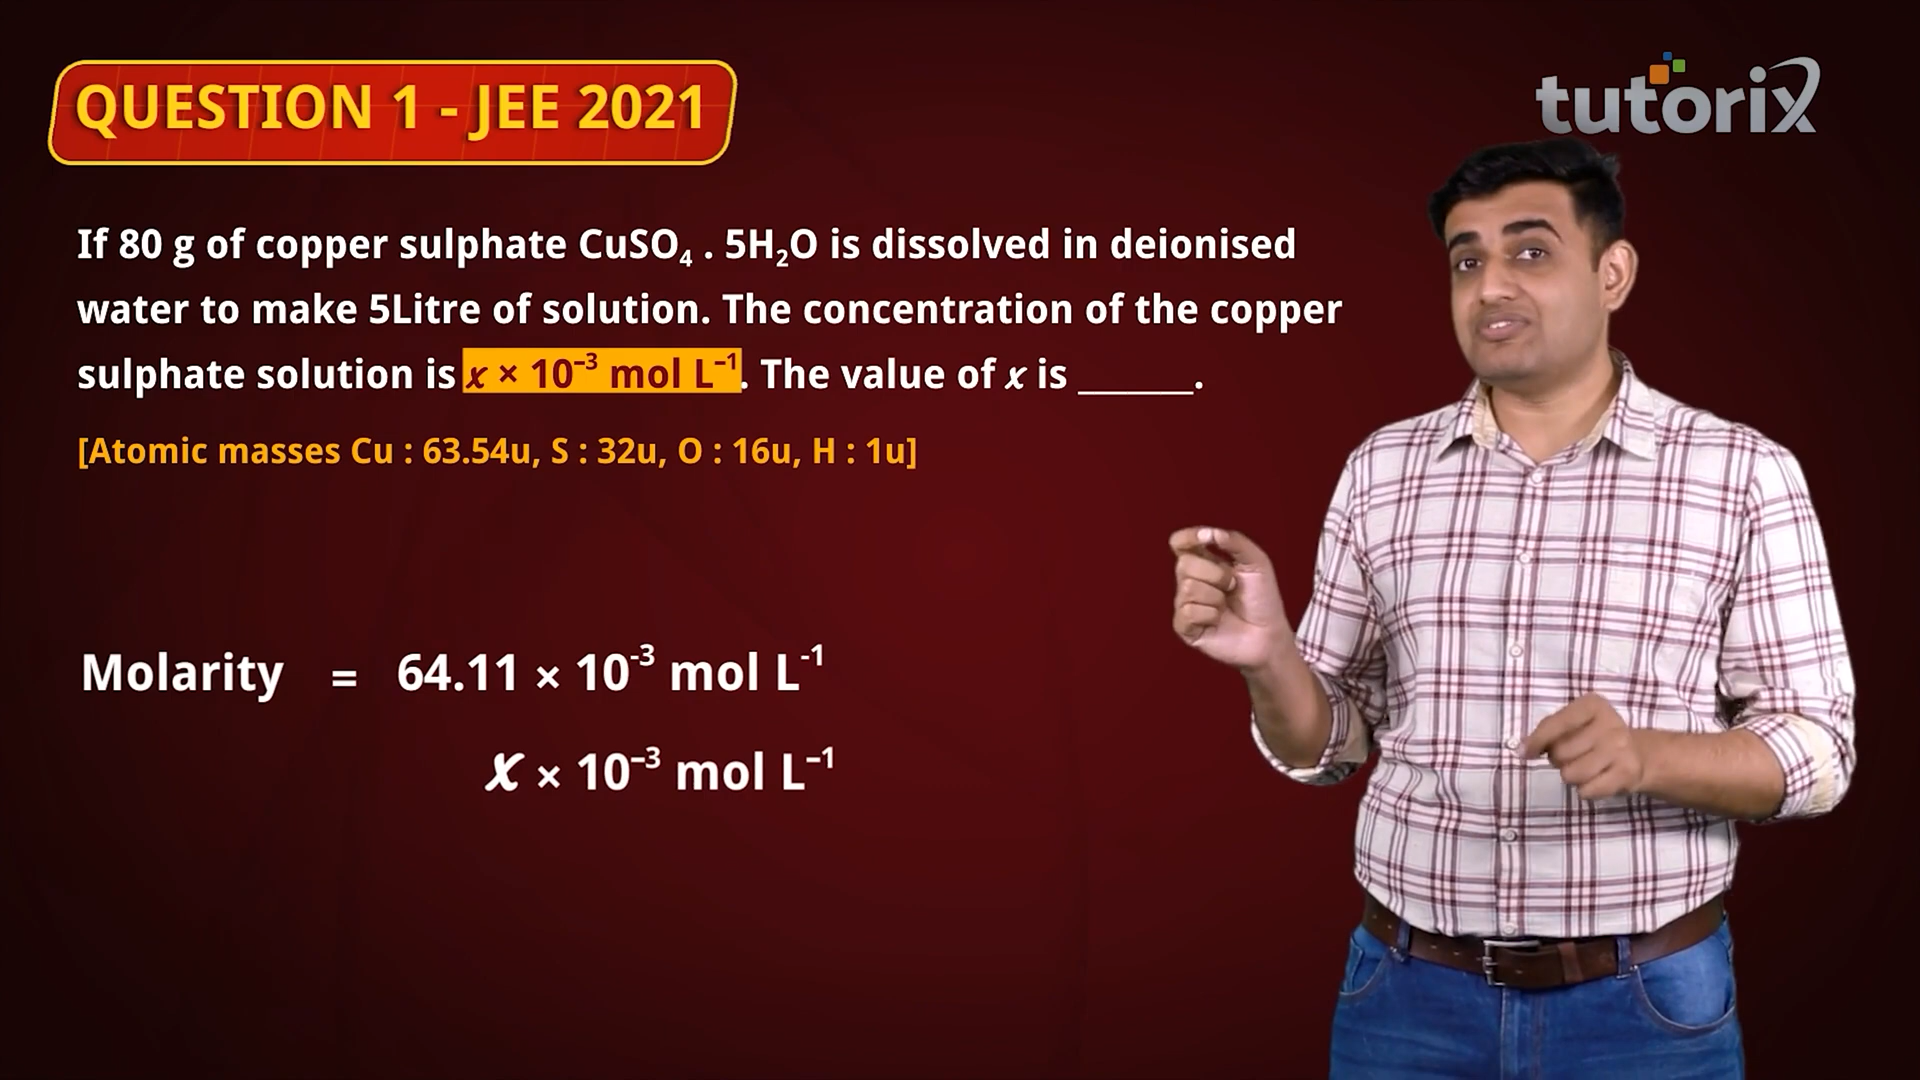 QUESTION 1 - JEE 2021
tutorix
If 80 g of copper sulphate CuSO₄ . 5H₂O is dissolved in deionised
water to make 5Litre of solution. The concentration of the copper
sulphate solution is x × 10⁻³ mol L⁻¹. The value of x is ______.
[Atomic masses Cu : 63.54u, S : 32u, O : 16u, H : 1u]
Molarity = 64.11 × 10⁻³ mol L⁻¹
x × 10⁻³ mol L⁻¹